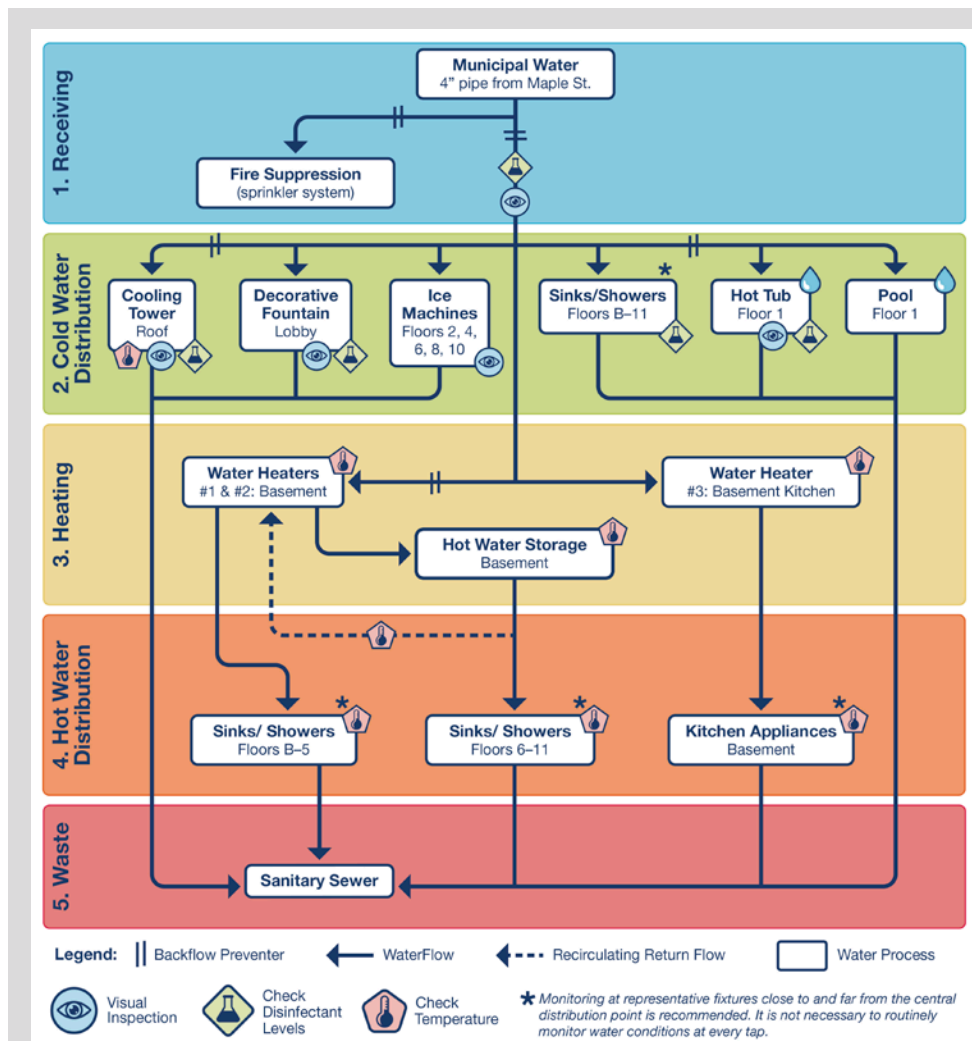 1. Receiving
Municipal Water
4” pipe from Maple St.
Fire Suppression
(sprinkler system)
2. Cold Water
Distribution
Cooling
Tower
Roof
Decorative
Fountain
Lobby
Ice
Machines
Floors 2, 4,
6, 8, 10
*
Sinks/Showers
Floors B–11
Hot Tub
Floor 1
Pool
Floor 1
3. Heating
Water Heaters
#1 & #2: Basement
Water Heater
#3: Basement Kitchen
Hot Water Storage
Basement
4. Hot Water
Distribution
*
Sinks/ Showers
Floors B–5
*
Sinks/ Showers
Floors 6–11
*
Kitchen Appliances
Basement
5. Waste
Sanitary Sewer
Legend:
Backflow Preventer
WaterFlow
Recirculating Return Flow
Water Process
Visual
Inspection
Check
Disinfectant
Levels
Check
Temperature
* Monitoring at representative fixtures close to and far from the central
distribution point is recommended. It is not necessary to routinely
monitor water conditions at every tap.